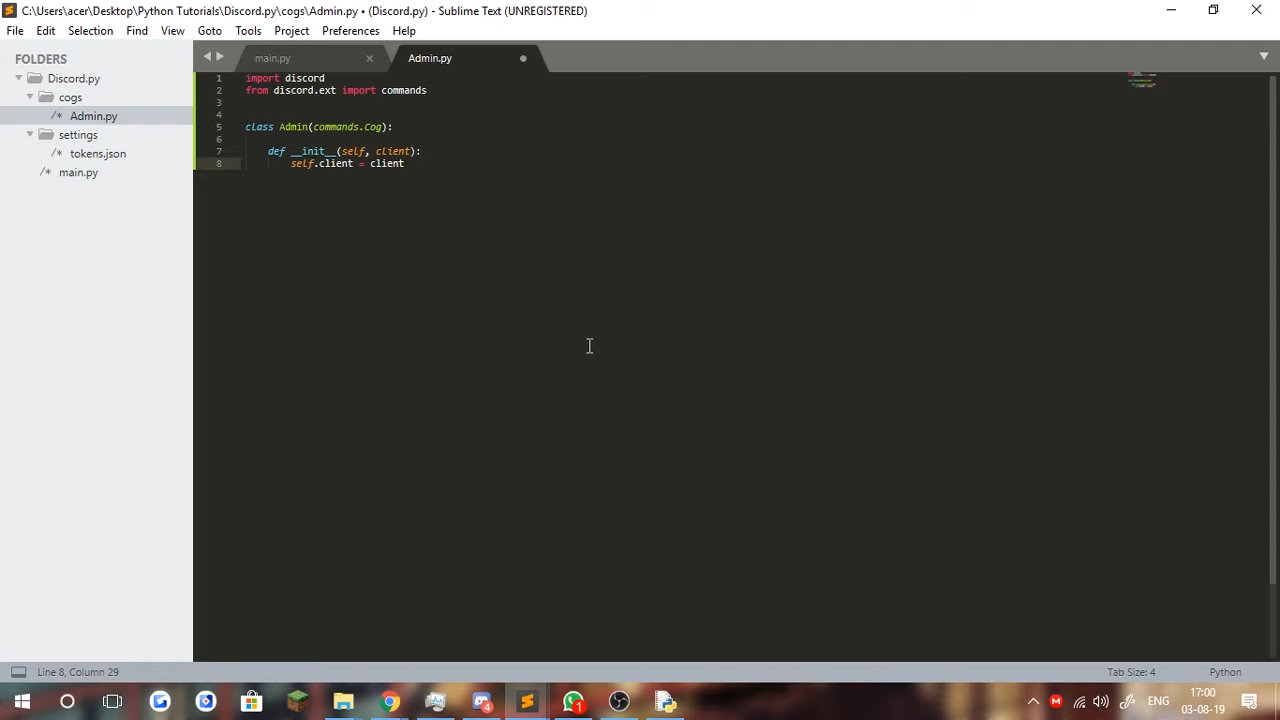 C:\Users\acer\Desktop\Python Tutorials\Discord.py\cogs\Admin.py • (Discord.py) - Sublime Text (UNREGISTERED)
File Edit Selection Find View Goto Tools Project Preferences Help
FOLDERS
Discord.py
cogs
/* Admin.py
settings
/* tokens.json
/* main.py
main.py × Admin.py
1 import discord
2 from discord.ext import commands
3
4
5 class Admin(commands.Cog):
6
7 def __init__(self, client):
8 self.client = client
Line 8, Column 29
Tab Size: 4 Python
4
1
M
ENG
17:00
03-08-19